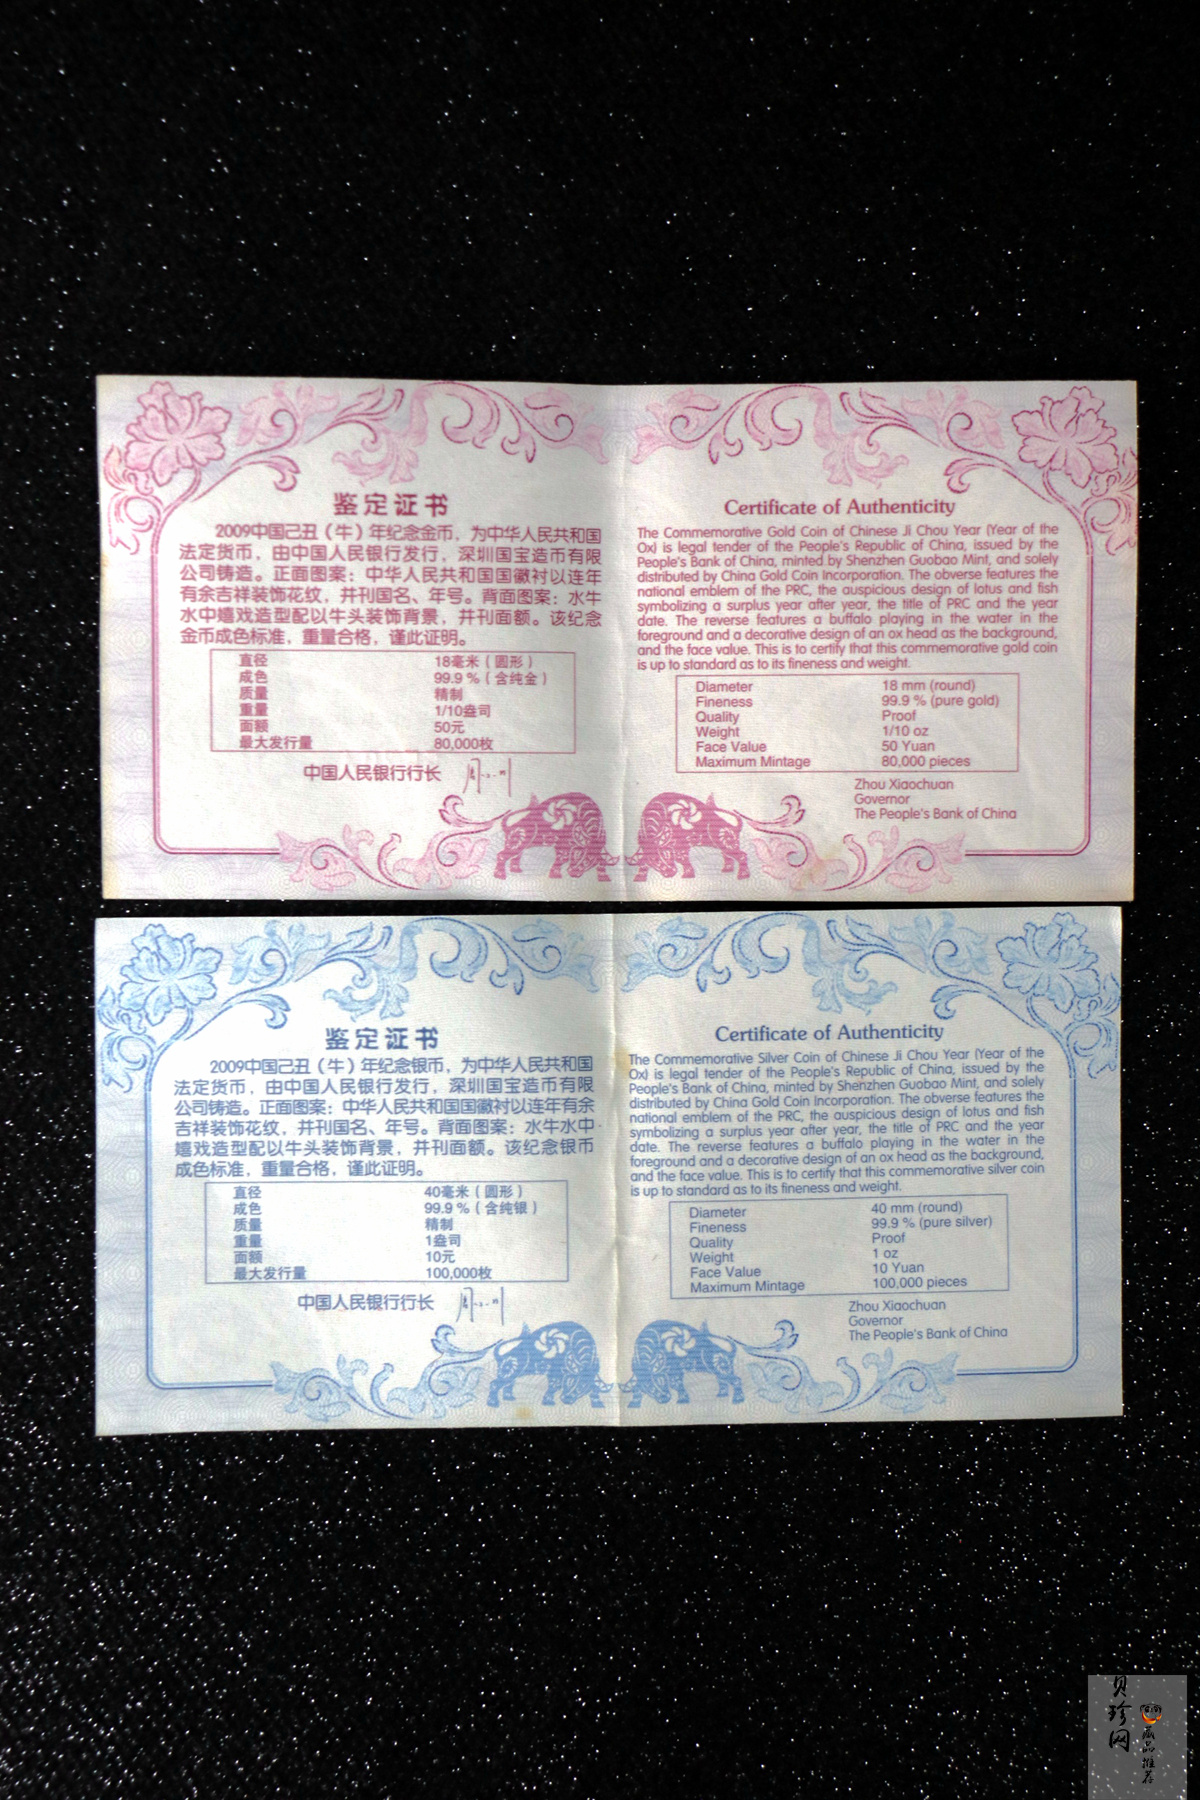 鉴定证书
2009中国己丑（牛）年纪念金币，为中华人民共和国
法定货币，由中国人民银行发行，深圳国宝造币有限
公司铸造。正面图案：中华人民共和国国徽衬以连年
有余吉祥装饰花纹，并刊国名、年号。背面图案：水牛
水中嬉戏造型配以牛头装饰背景，并刊面额。该纪念
金币成色标准，重量合格，谨此证明。
直径 18毫米（圆形）
成色 99.9％（含纯金）
质量 精制
重量 1/10盎司
面额 50元
最大发行量 80,000枚
中国人民银行行长
Certificate of Authenticity
The Commemorative Gold Coin of Chinese Ji Chou Year (Year of the
Ox) is legal tender of the People's Republic of China, issued by the
People's Bank of China, minted by Shenzhen Guobao Mint, and solely
distributed by China Gold Coin Incorporation. The obverse features the
national emblem of the PRC, the auspicious design of lotus and fish
symbolizing a surplus year after year, the title of PRC and the year
date. The reverse features a buffalo playing in the water in the
foreground and a decorative design of an ox head as the background,
and the face value. This is to certify that this commemorative gold coin
is up to standard as to its fineness and weight.
Diameter 18 mm (round)
Fineness 99.9 % (pure gold)
Quality Proof
Weight 1/10 oz
Face Value 50 Yuan
Maximum Mintage 80,000 pieces
Zhou Xiaochuan
Governor
The People's Bank of China
鉴定证书
2009中国己丑（牛）年纪念银币，为中华人民共和国
法定货币，由中国人民银行发行，深圳国宝造币有限
公司铸造。正面图案：中华人民共和国国徽衬以连年有余
吉祥装饰花纹，并刊国名、年号。背面图案：水牛水中
嬉戏造型配以牛头装饰背景，并刊面额。该纪念银币
成色标准，重量合格，谨此证明。
直径 40毫米（圆形）
成色 99.9％（含纯银）
质量 精制
重量 1盎司
面额 10元
最大发行量 100,000枚
中国人民银行行长
Certificate of Authenticity
The Commemorative Silver Coin of Chinese Ji Chou Year (Year of the
Ox) is legal tender of the People's Republic of China, issued by the
People's Bank of China, minted by Shenzhen Guobao Mint, and solely
distributed by China Gold Coin Incorporation. The obverse features the
national emblem of the PRC, the auspicious design of lotus and fish
symbolizing a surplus year after year, the title of PRC and the year
date. The reverse features a buffalo playing in the water in the
foreground and a decorative design of an ox head as the background,
and the face value. This is to certify that this commemorative silver coin
is up to standard as to its fineness and weight.
Diameter 40 mm (round)
Fineness 99.9 % (pure silver)
Quality Proof
Weight 1 oz
Face Value 10 Yuan
Maximum Mintage 100,000 pieces
Zhou Xiaochuan
Governor
The People's Bank of China
贝珍网
藏品推荐